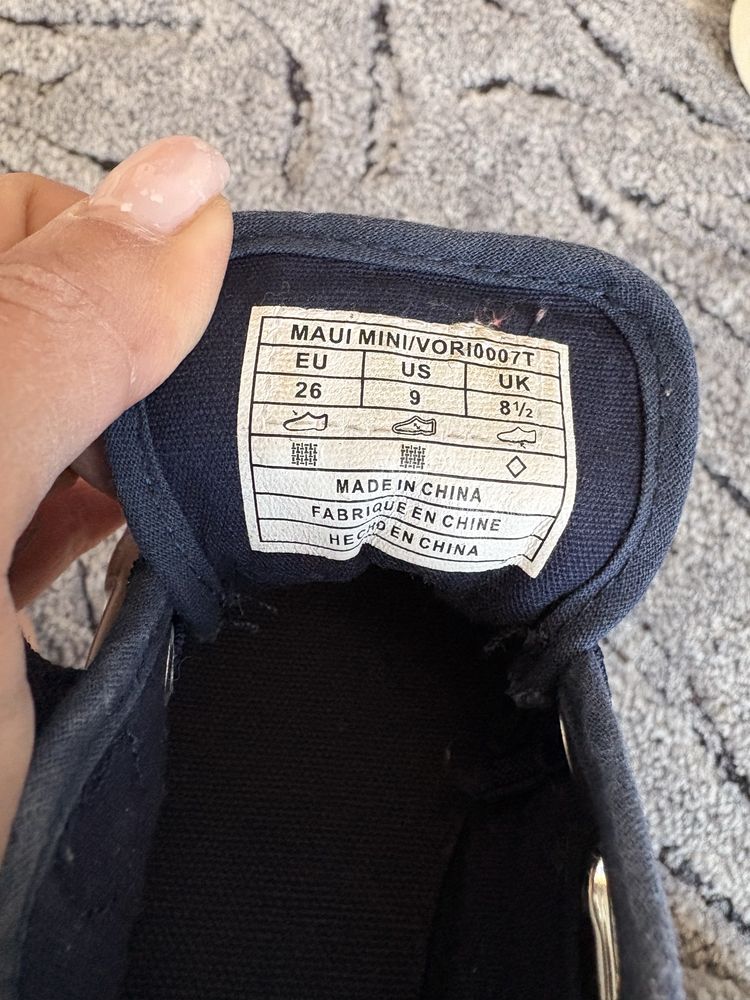 MAUI MINI/VORI0007T
EU US UK
26 9 8½
MADE IN CHINA
FABRIQUE EN CHINE
HECHO EN CHINA